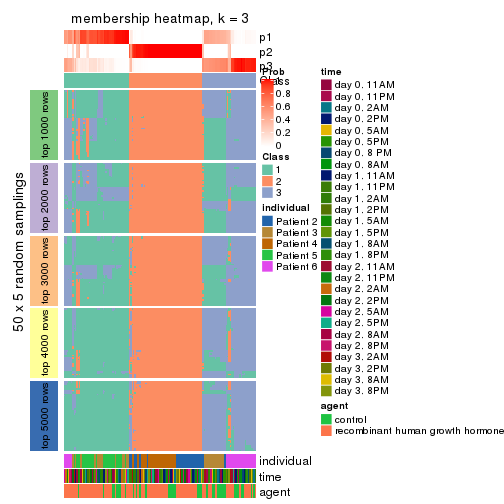 membership heatmap, k = 3
p1
p2
p3
Class
50 x 5 random samplings
top 1000 rows
top 2000 rows
top 3000 rows
top 4000 rows
top 5000 rows
individual
time
agent
Prob
1
0.8
0.6
0.4
0.2
0
Class
1
2
3
individual
Patient 2
Patient 3
Patient 4
Patient 5
Patient 6
time
day 0. 11AM
day 0. 11PM
day 0. 2AM
day 0. 2PM
day 0. 5AM
day 0. 5PM
day 0. 8 PM
day 0. 8AM
day 1. 11AM
day 1. 11PM
day 1. 2AM
day 1. 2PM
day 1. 5AM
day 1. 5PM
day 1. 8AM
day 1. 8PM
day 2. 11AM
day 2. 11PM
day 2. 2AM
day 2. 2PM
day 2. 5AM
day 2. 5PM
day 2. 8AM
day 2. 8PM
day 3. 2AM
day 3. 2PM
day 3. 8AM
day 3. 8PM
agent
control
recombinant human growth hormone